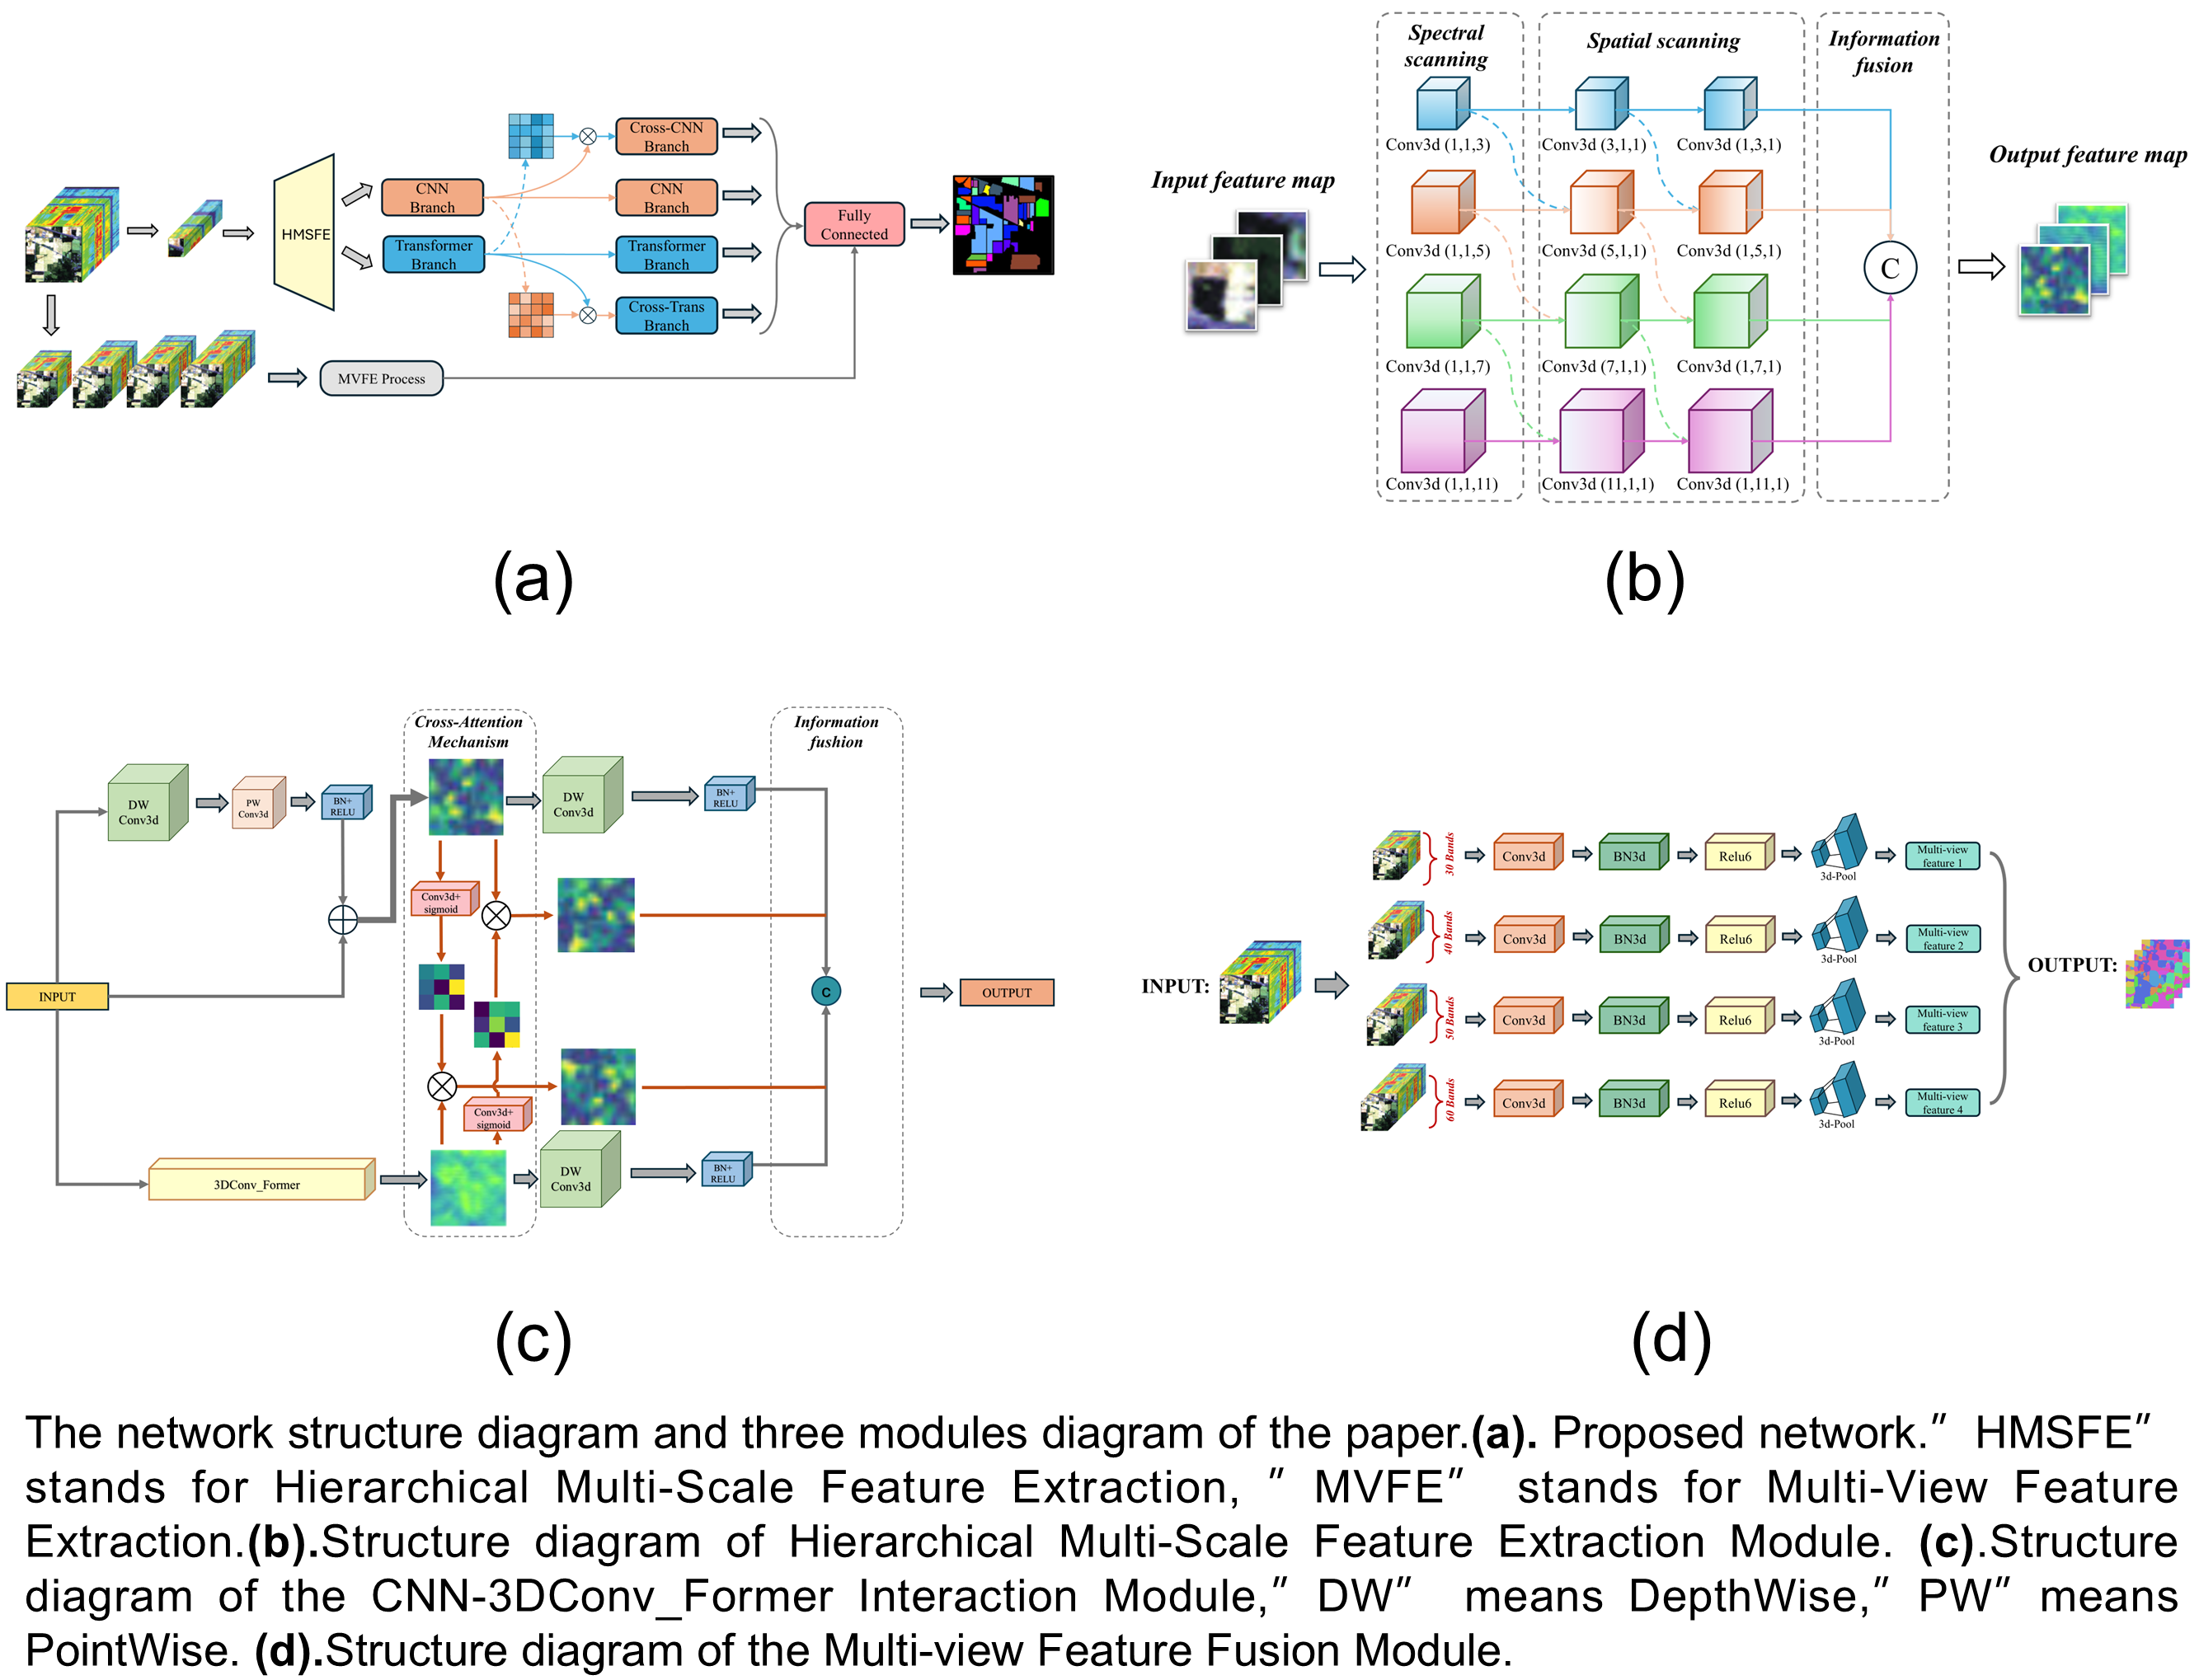 Cross-CNN
Branch
CNN
Branch
CNN
Branch
HMSFE
Transformer
Branch
Transformer
Branch
Cross-Trans
Branch
Fully
Connected
MVFE Process
(a)
Spectral
scanning
Spatial scanning
Information
fusion
Input feature map
Output feature map
Conv3d (1,1,3)
Conv3d (3,1,1)
Conv3d (1,3,1)
Conv3d (1,1,5)
Conv3d (5,1,1)
Conv3d (1,5,1)
C
Conv3d (1,1,7)
Conv3d (7,1,1)
Conv3d (1,7,1)
Conv3d (1,1,11)
Conv3d (11,1,1)
Conv3d (1,11,1)
(b)
Cross-Attention
Mechanism
Information
fushion
DW
Conv3d
PW
Conv3d
BN+
RELU
DW
Conv3d
BN+
RELU
Conv3d+
sigmoid
INPUT
C
OUTPUT
Conv3d+
sigmoid
3DConv_Former
DW
Conv3d
BN+
RELU
(c)
INPUT:
30 Bands
Conv3d
BN3d
Relu6
3d-Pool
Multi-view
feature 1
40 Bands
Conv3d
BN3d
Relu6
3d-Pool
Multi-view
feature 2
50 Bands
Conv3d
BN3d
Relu6
3d-Pool
Multi-view
feature 3
60 Bands
Conv3d
BN3d
Relu6
3d-Pool
Multi-view
feature 4
OUTPUT:
(d)
The network structure diagram and three modules diagram of the paper.(a). Proposed network.″ HMSFE″
stands for Hierarchical Multi-Scale Feature Extraction, ″ MVFE″ stands for Multi-View Feature
Extraction.(b).Structure diagram of Hierarchical Multi-Scale Feature Extraction Module. (c).Structure
diagram of the CNN-3DConv_Former Interaction Module,″ DW″ means DepthWise,″ PW″ means
PointWise. (d).Structure diagram of the Multi-view Feature Fusion Module.